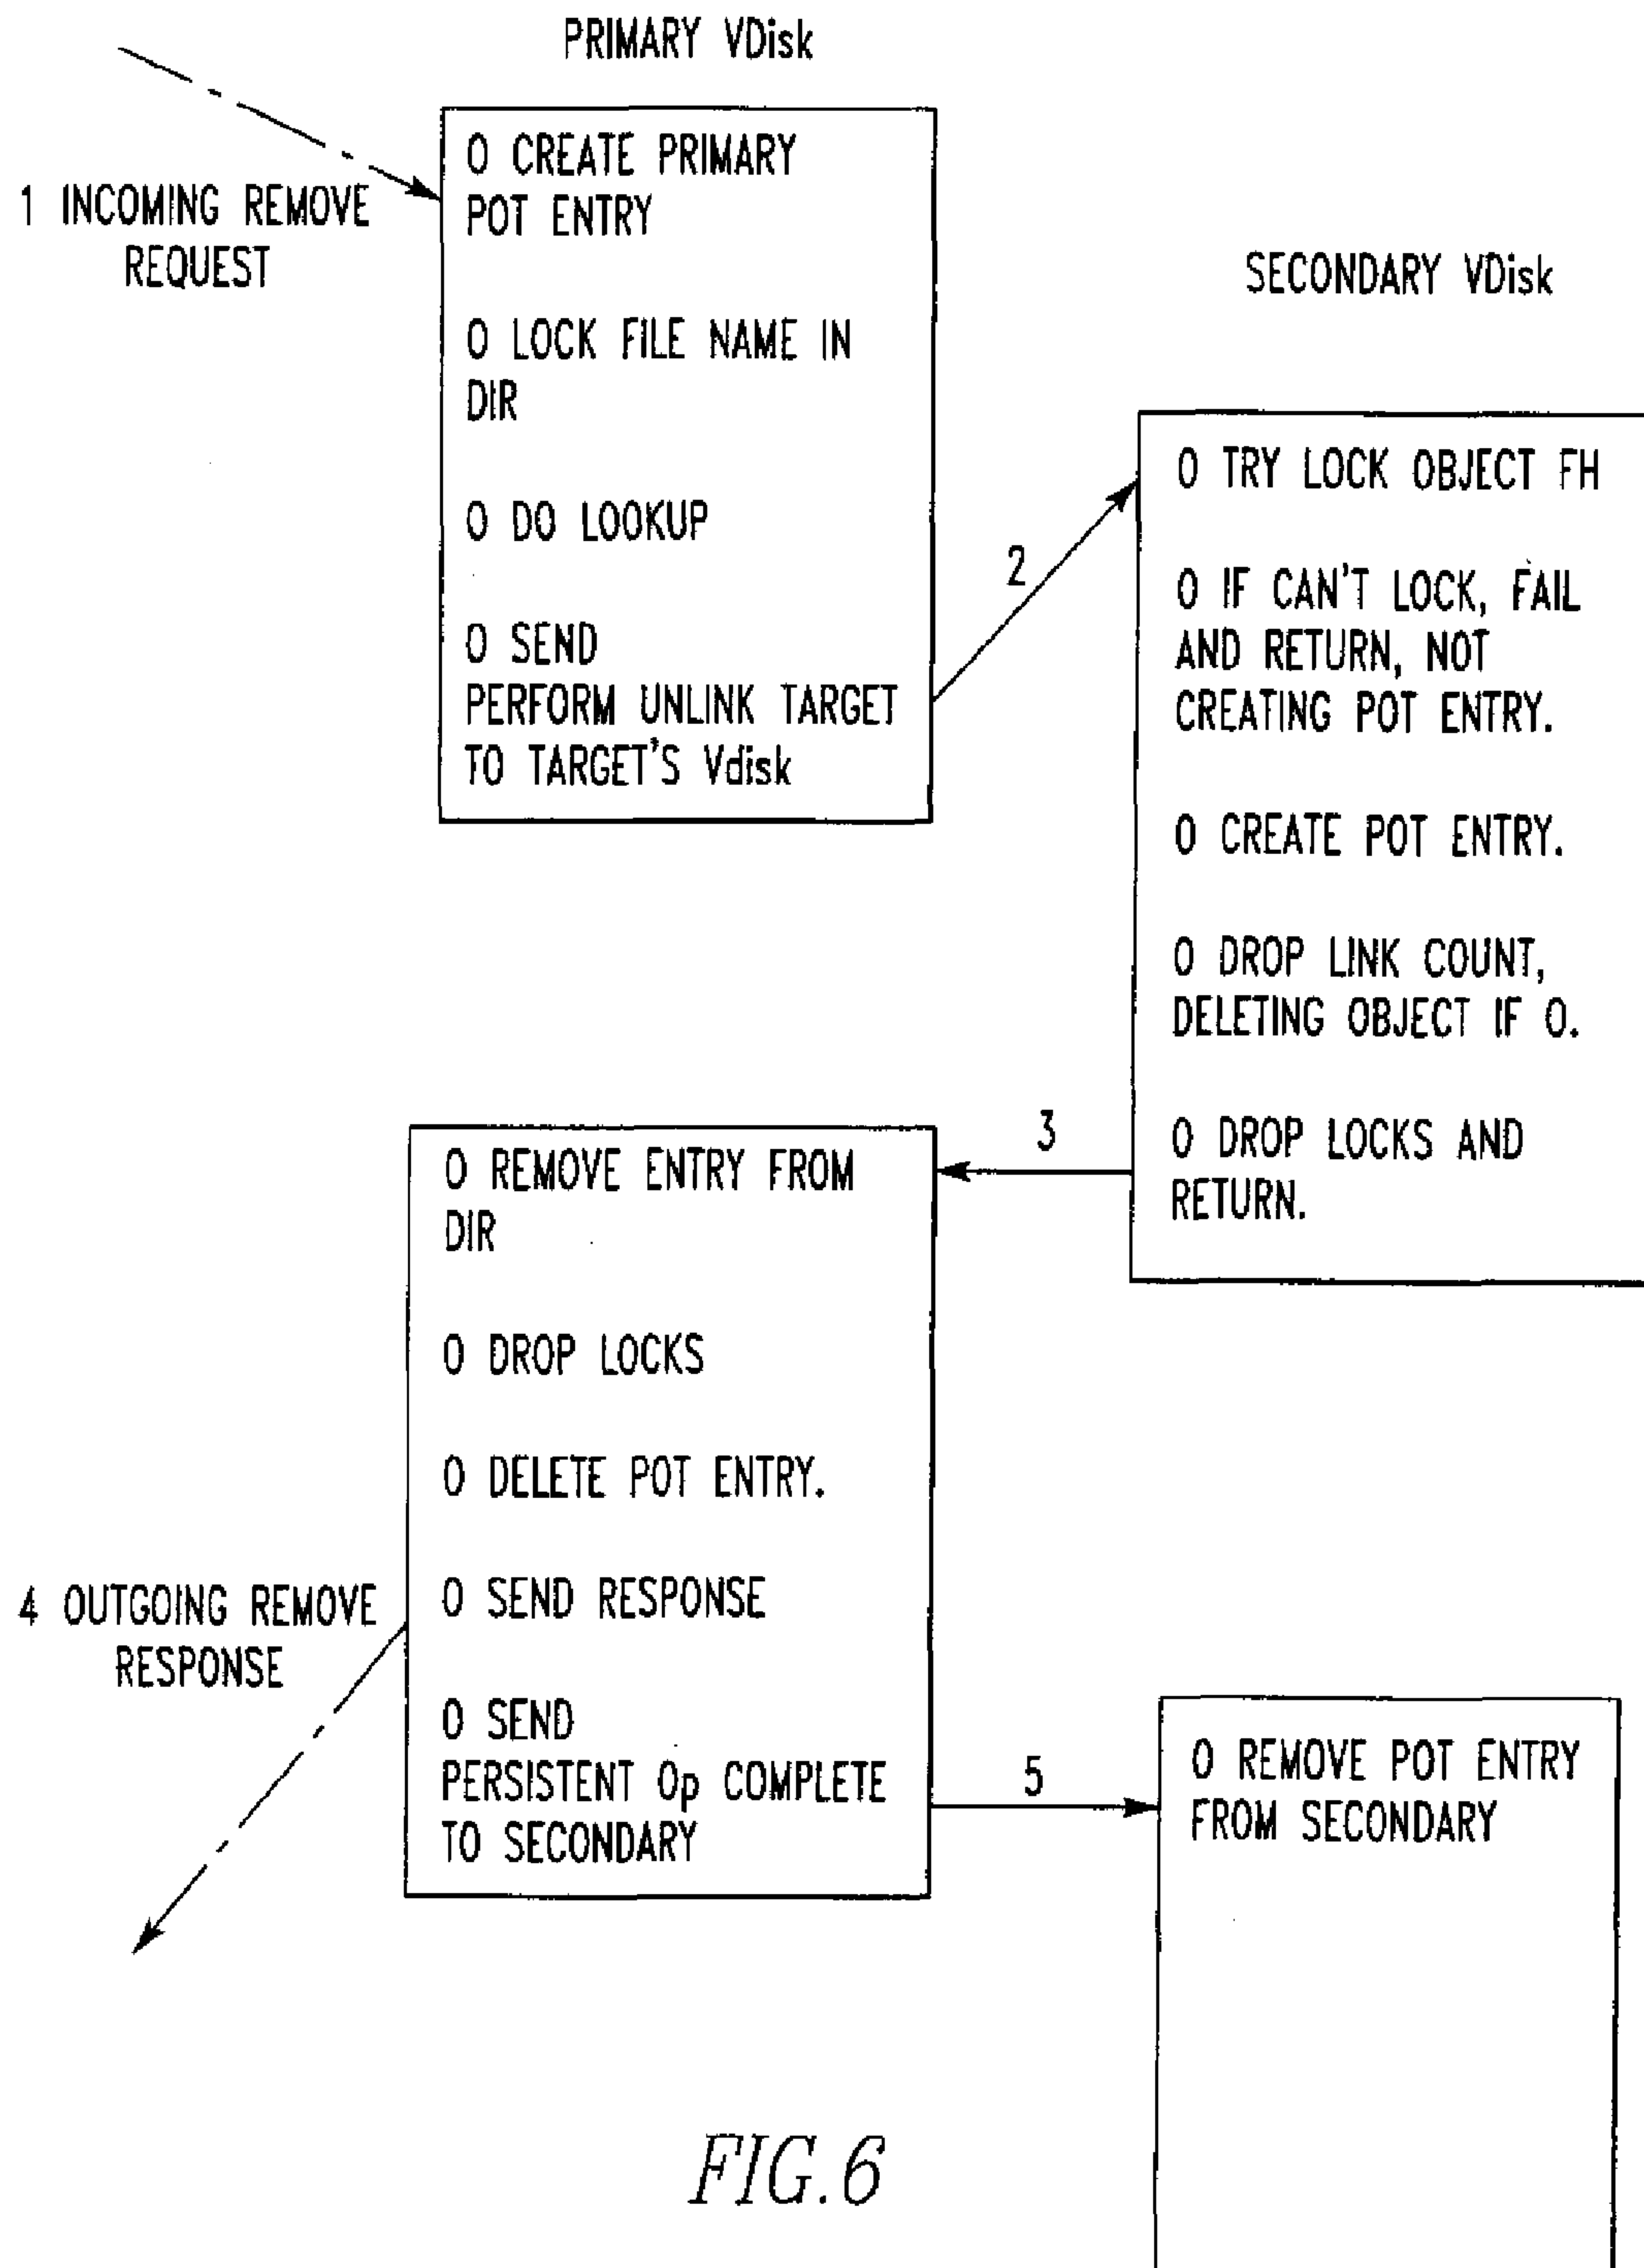 PRIMARY VDisk
1 INCOMING REMOVE
REQUEST
O CREATE PRIMARY
POT ENTRY
O LOCK FILE NAME IN
DIR
O DO LOOKUP
O SEND
PERFORM UNLINK TARGET
TO TARGET'S Vdisk
2
SECONDARY VDisk
O TRY LOCK OBJECT FH
O IF CAN'T LOCK, FAIL
AND RETURN, NOT
CREATING POT ENTRY.
O CREATE POT ENTRY.
O DROP LINK COUNT,
DELETING OBJECT IF 0.
O DROP LOCKS AND
RETURN.
3
O REMOVE ENTRY FROM
DIR
O DROP LOCKS
O DELETE POT ENTRY.
O SEND RESPONSE
O SEND
PERSISTENT Op COMPLETE
TO SECONDARY
4 OUTGOING REMOVE
RESPONSE
5
O REMOVE POT ENTRY
FROM SECONDARY
FIG.6